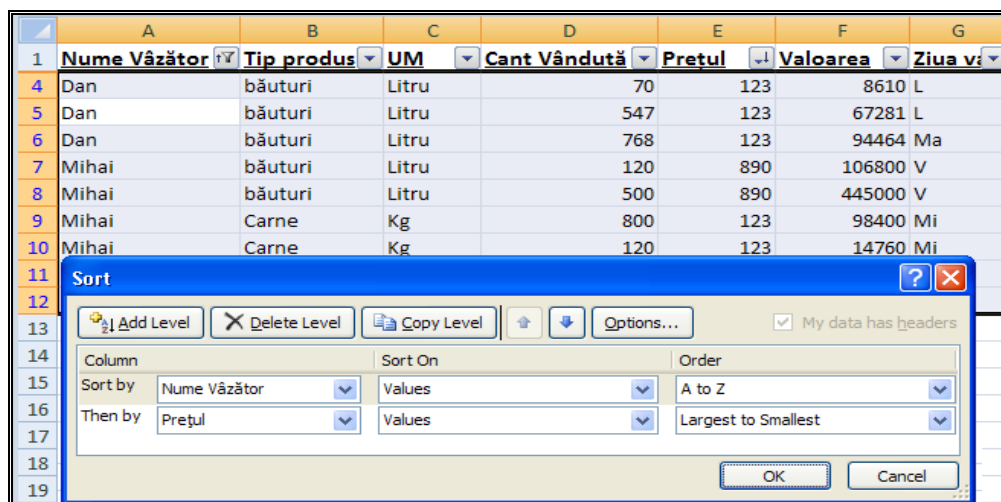 A B C D E F G
1 Nume Vâzător Tip produs UM Cant Vândută Prețul Valoarea Ziua vâ
4 Dan băuturi Litru 70 123 8610 L
5 Dan băuturi Litru 547 123 67281 L
6 Dan băuturi Litru 768 123 94464 Ma
7 Mihai băuturi Litru 120 890 106800 V
8 Mihai băuturi Litru 500 890 445000 V
9 Mihai Carne Kg 800 123 98400 Mi
10 Mihai Carne Kg 120 123 14760 Mi
11
12
13
14
15
16
17
18
19
Sort
Add Level Delete Level Copy Level Options... My data has headers
Column Sort On Order
Sort by Nume Vâzător Values A to Z
Then by Prețul Values Largest to Smallest
OK Cancel